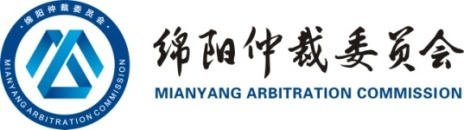 ·绵阳仲裁委员会·
MIANYANG ARBITRATION COMMISSION
绵阳仲裁委员会
MIANYANG ARBITRATION COMMISSION